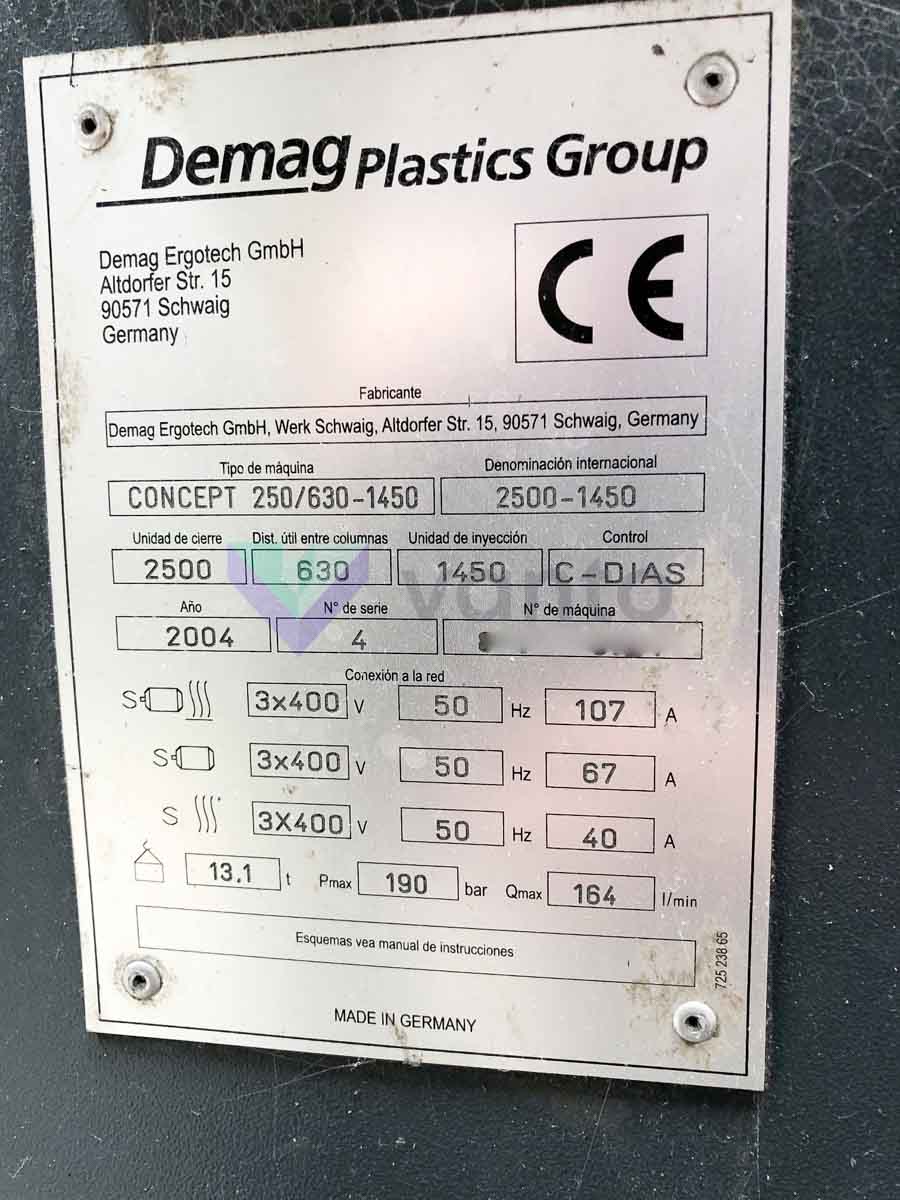 Demag Plastics Group
Demag Ergotech GmbH
Altdorfer Str. 15
90571 Schwaig
Germany
CE
Fabricante
Demag Ergotech GmbH, Werk Schwaig, Altdorfer Str. 15, 90571 Schwaig, Germany
Tipo de máquina Denominación internacional
CONCEPT 250/630-1450 2500-1450
Unidad de cierre Dist. útil entre columnas Unidad de inyección Control
2500 630 1450 C-DIAS
Año N° de serie N° de máquina
2004 4 8
Conexión a la red
S 3x400 V 50 Hz 107 A
S 3x400 V 50 Hz 67 A
S 3X400 V 50 Hz 40 A
13.1 t Pmax 190 bar Qmax 164 l/min
Esquemas vea manual de instrucciones
725 238 65
MADE IN GERMANY